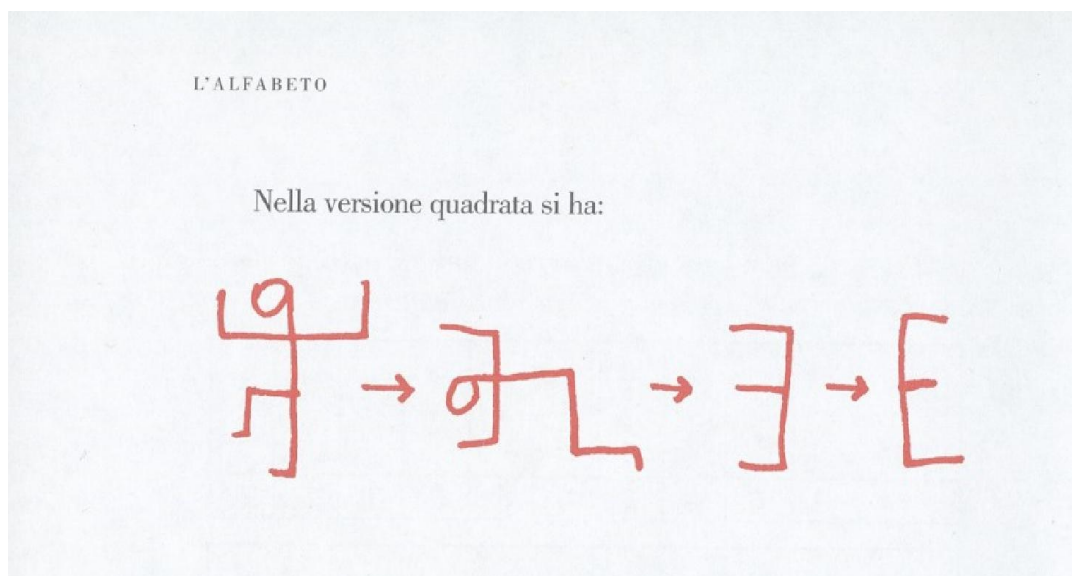 L'ALFABETO
Nella versione quadrata si ha:
→ → Ǝ → E